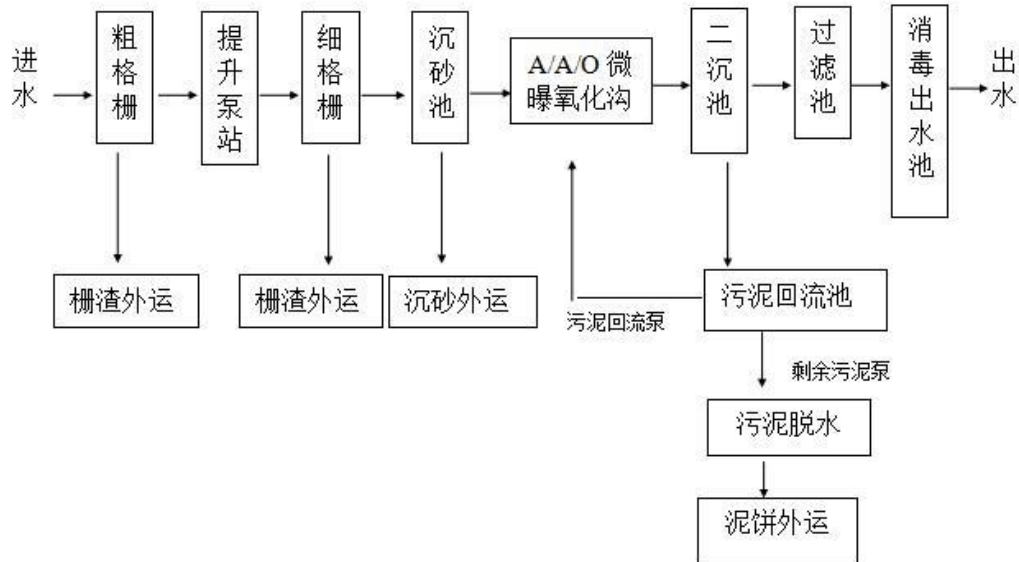 进水
粗格栅
提升泵站
细格栅
沉砂池
A/A/O 微
曝氧化沟
二沉池
过滤池
消毒出水池
出水
栅渣外运
栅渣外运
沉砂外运
污泥回流泵
污泥回流池
剩余污泥泵
污泥脱水
泥饼外运